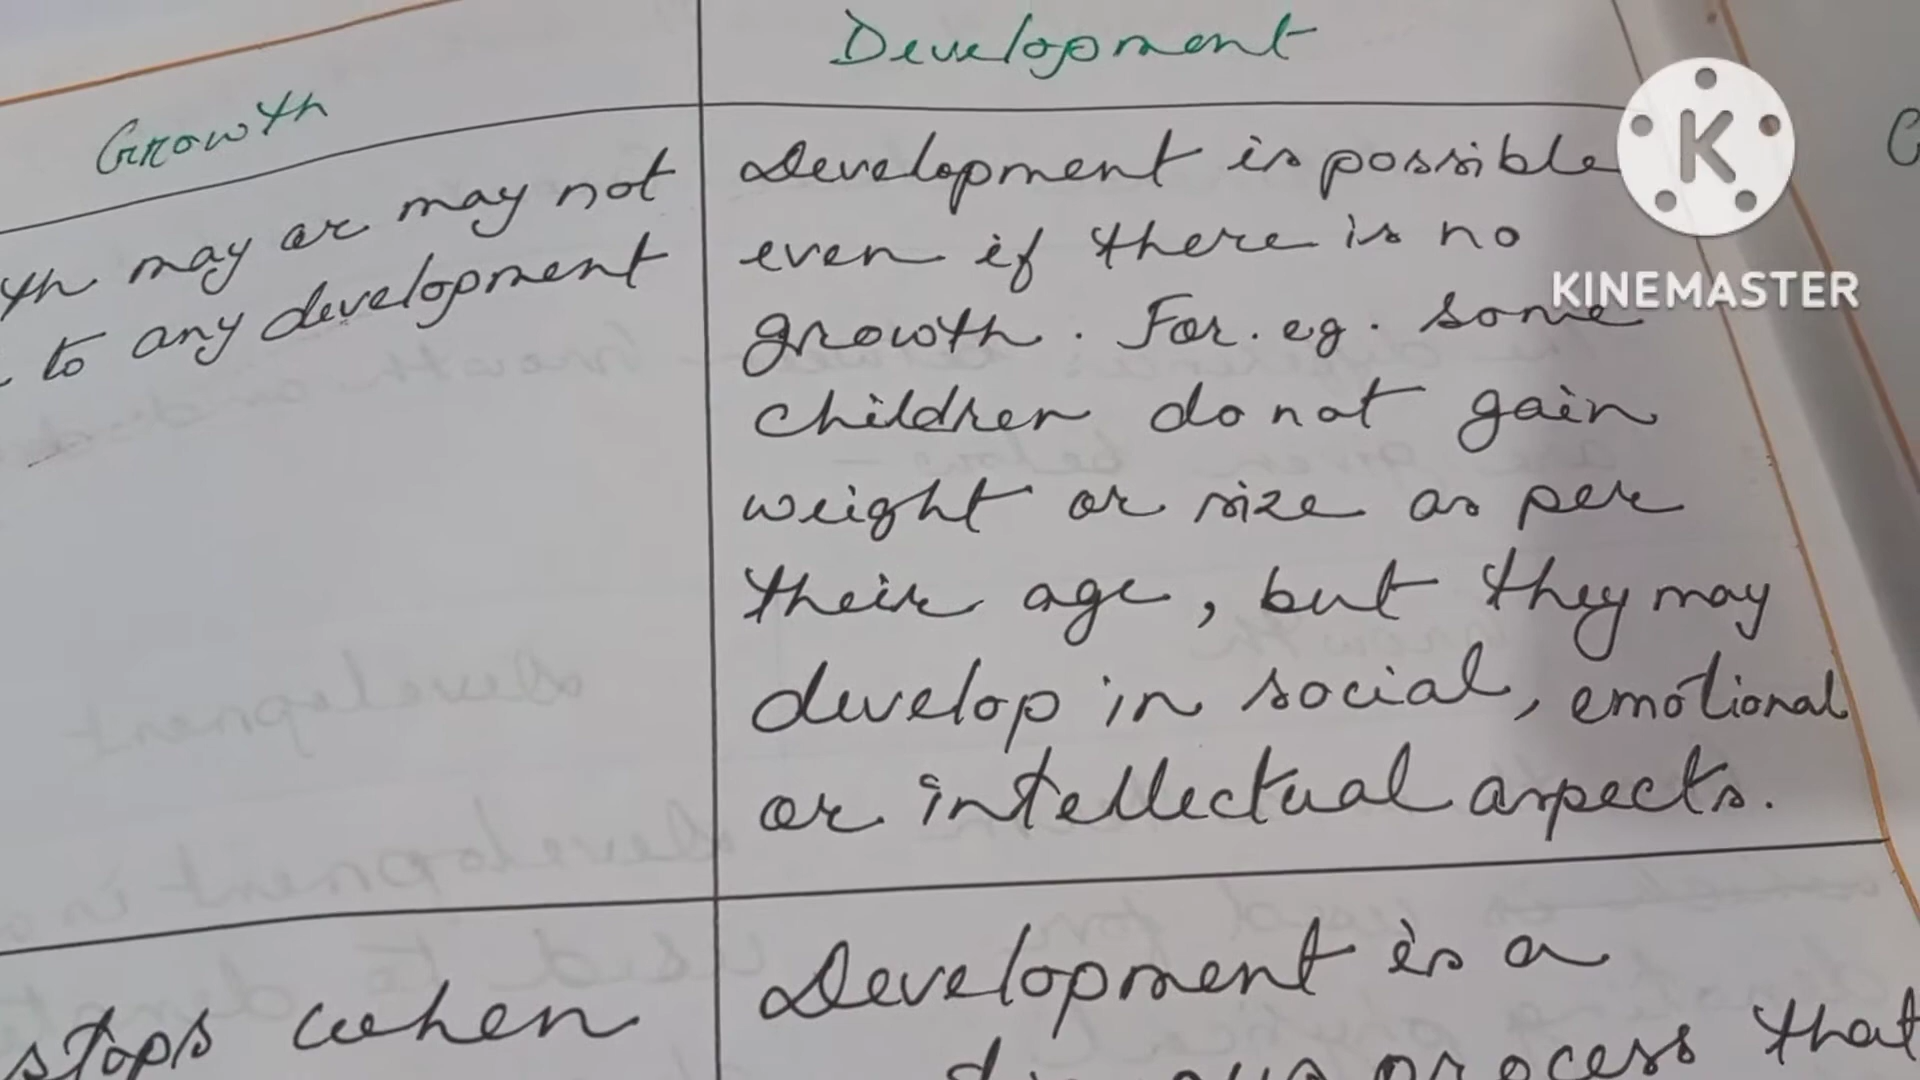 Growth
Development
may or may not
to any development
Development is possible
even if there is no
growth. For. eg. some
children do not gain
weight or size as per
their age, but they may
develop in social, emotional
or intellectual aspects.
stops when
Development is a
process that
K
KINEMASTER